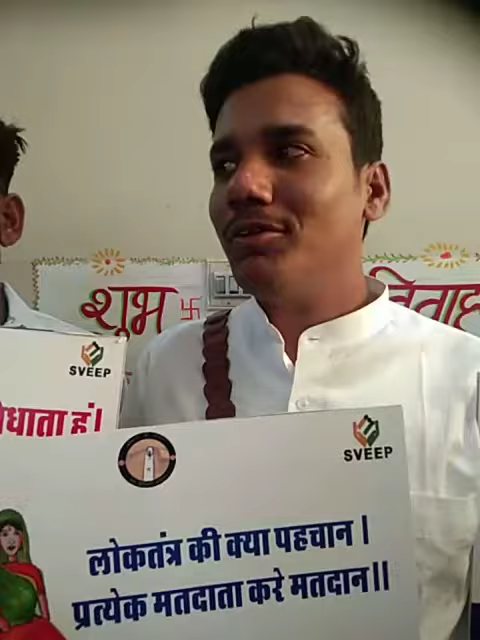 शुभ
SVEEP
SVEEP
लोकतंत्र की क्या पहचान।
प्रत्येक मतदाता करे मतदान॥